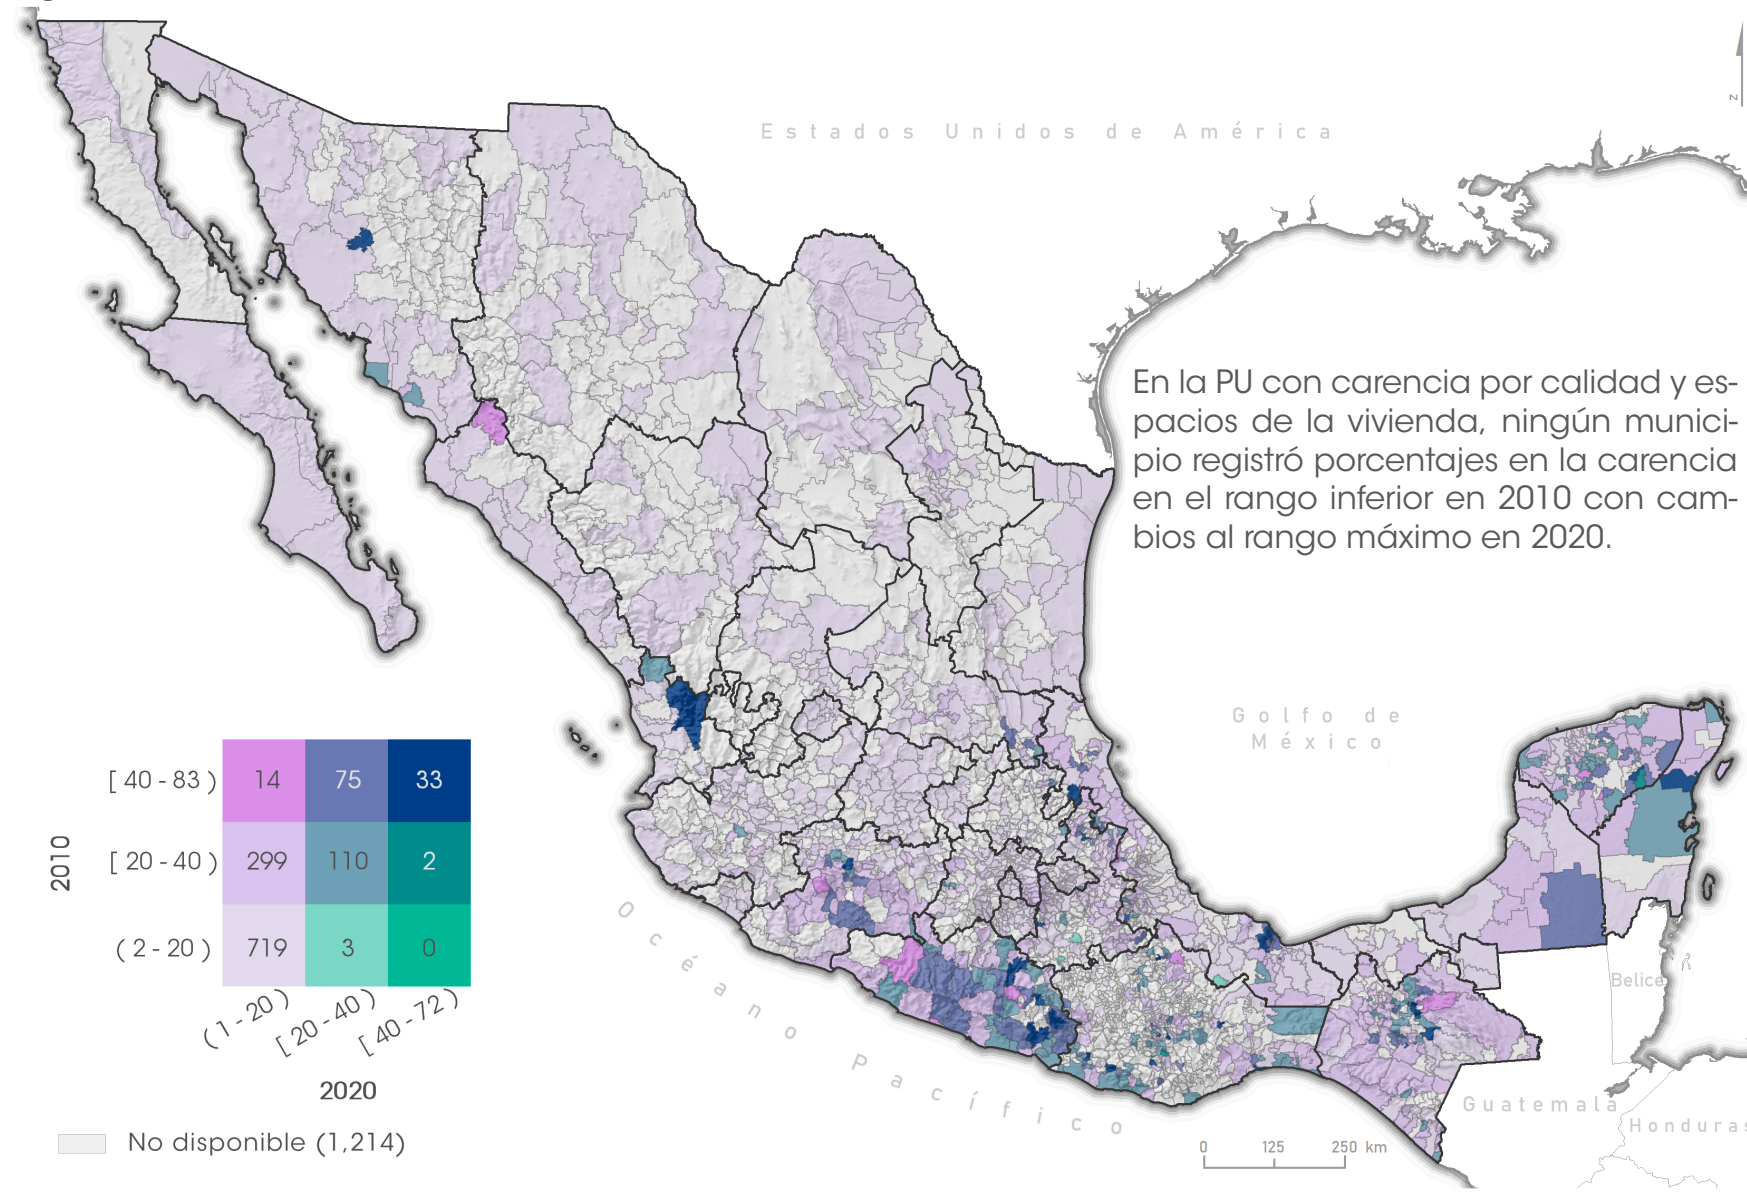 Estados Unidos de América
z
En la PU con carencia por calidad y es-
pacios de la vivienda, ningún munici-
pio registró porcentajes en la carencia
en el rango inferior en 2010 con cam-
bios al rango máximo en 2020.
Golfo de
México
[ 40 - 83 ) 14 75 33
2010
[ 20 - 40 ) 299 110 2
( 2 - 20 ) 719 3 0
( 1 - 20 ) [ 20 - 40 ) [ 40 - 72 )
2020
No disponible (1,214)
Océano Pacífico
Belice
Guatemala
Honduras
0 125 250 km